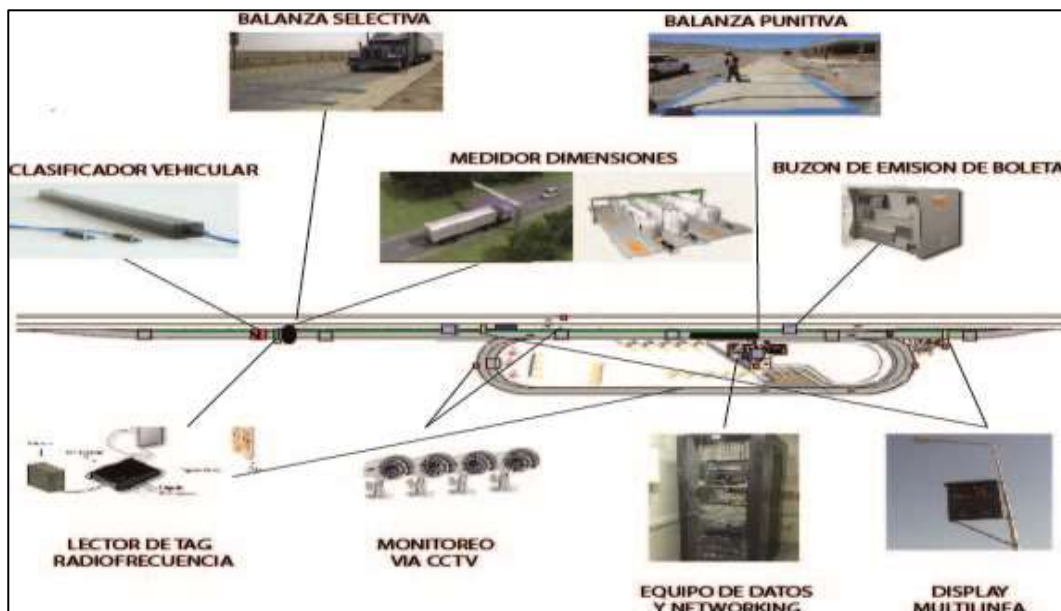 BALANZA SELECTIVA
BALANZA PUNITIVA
CLASIFICADOR VEHICULAR
MEDIDOR DIMENSIONES
BUZON DE EMISION DE BOLETA
LECTOR DE TAG
RADIOFRECUENCIA
MONITOREO
VIA CCTV
EQUIPO DE DATOS
Y NETWORKING
DISPLAY
MULTILINEA